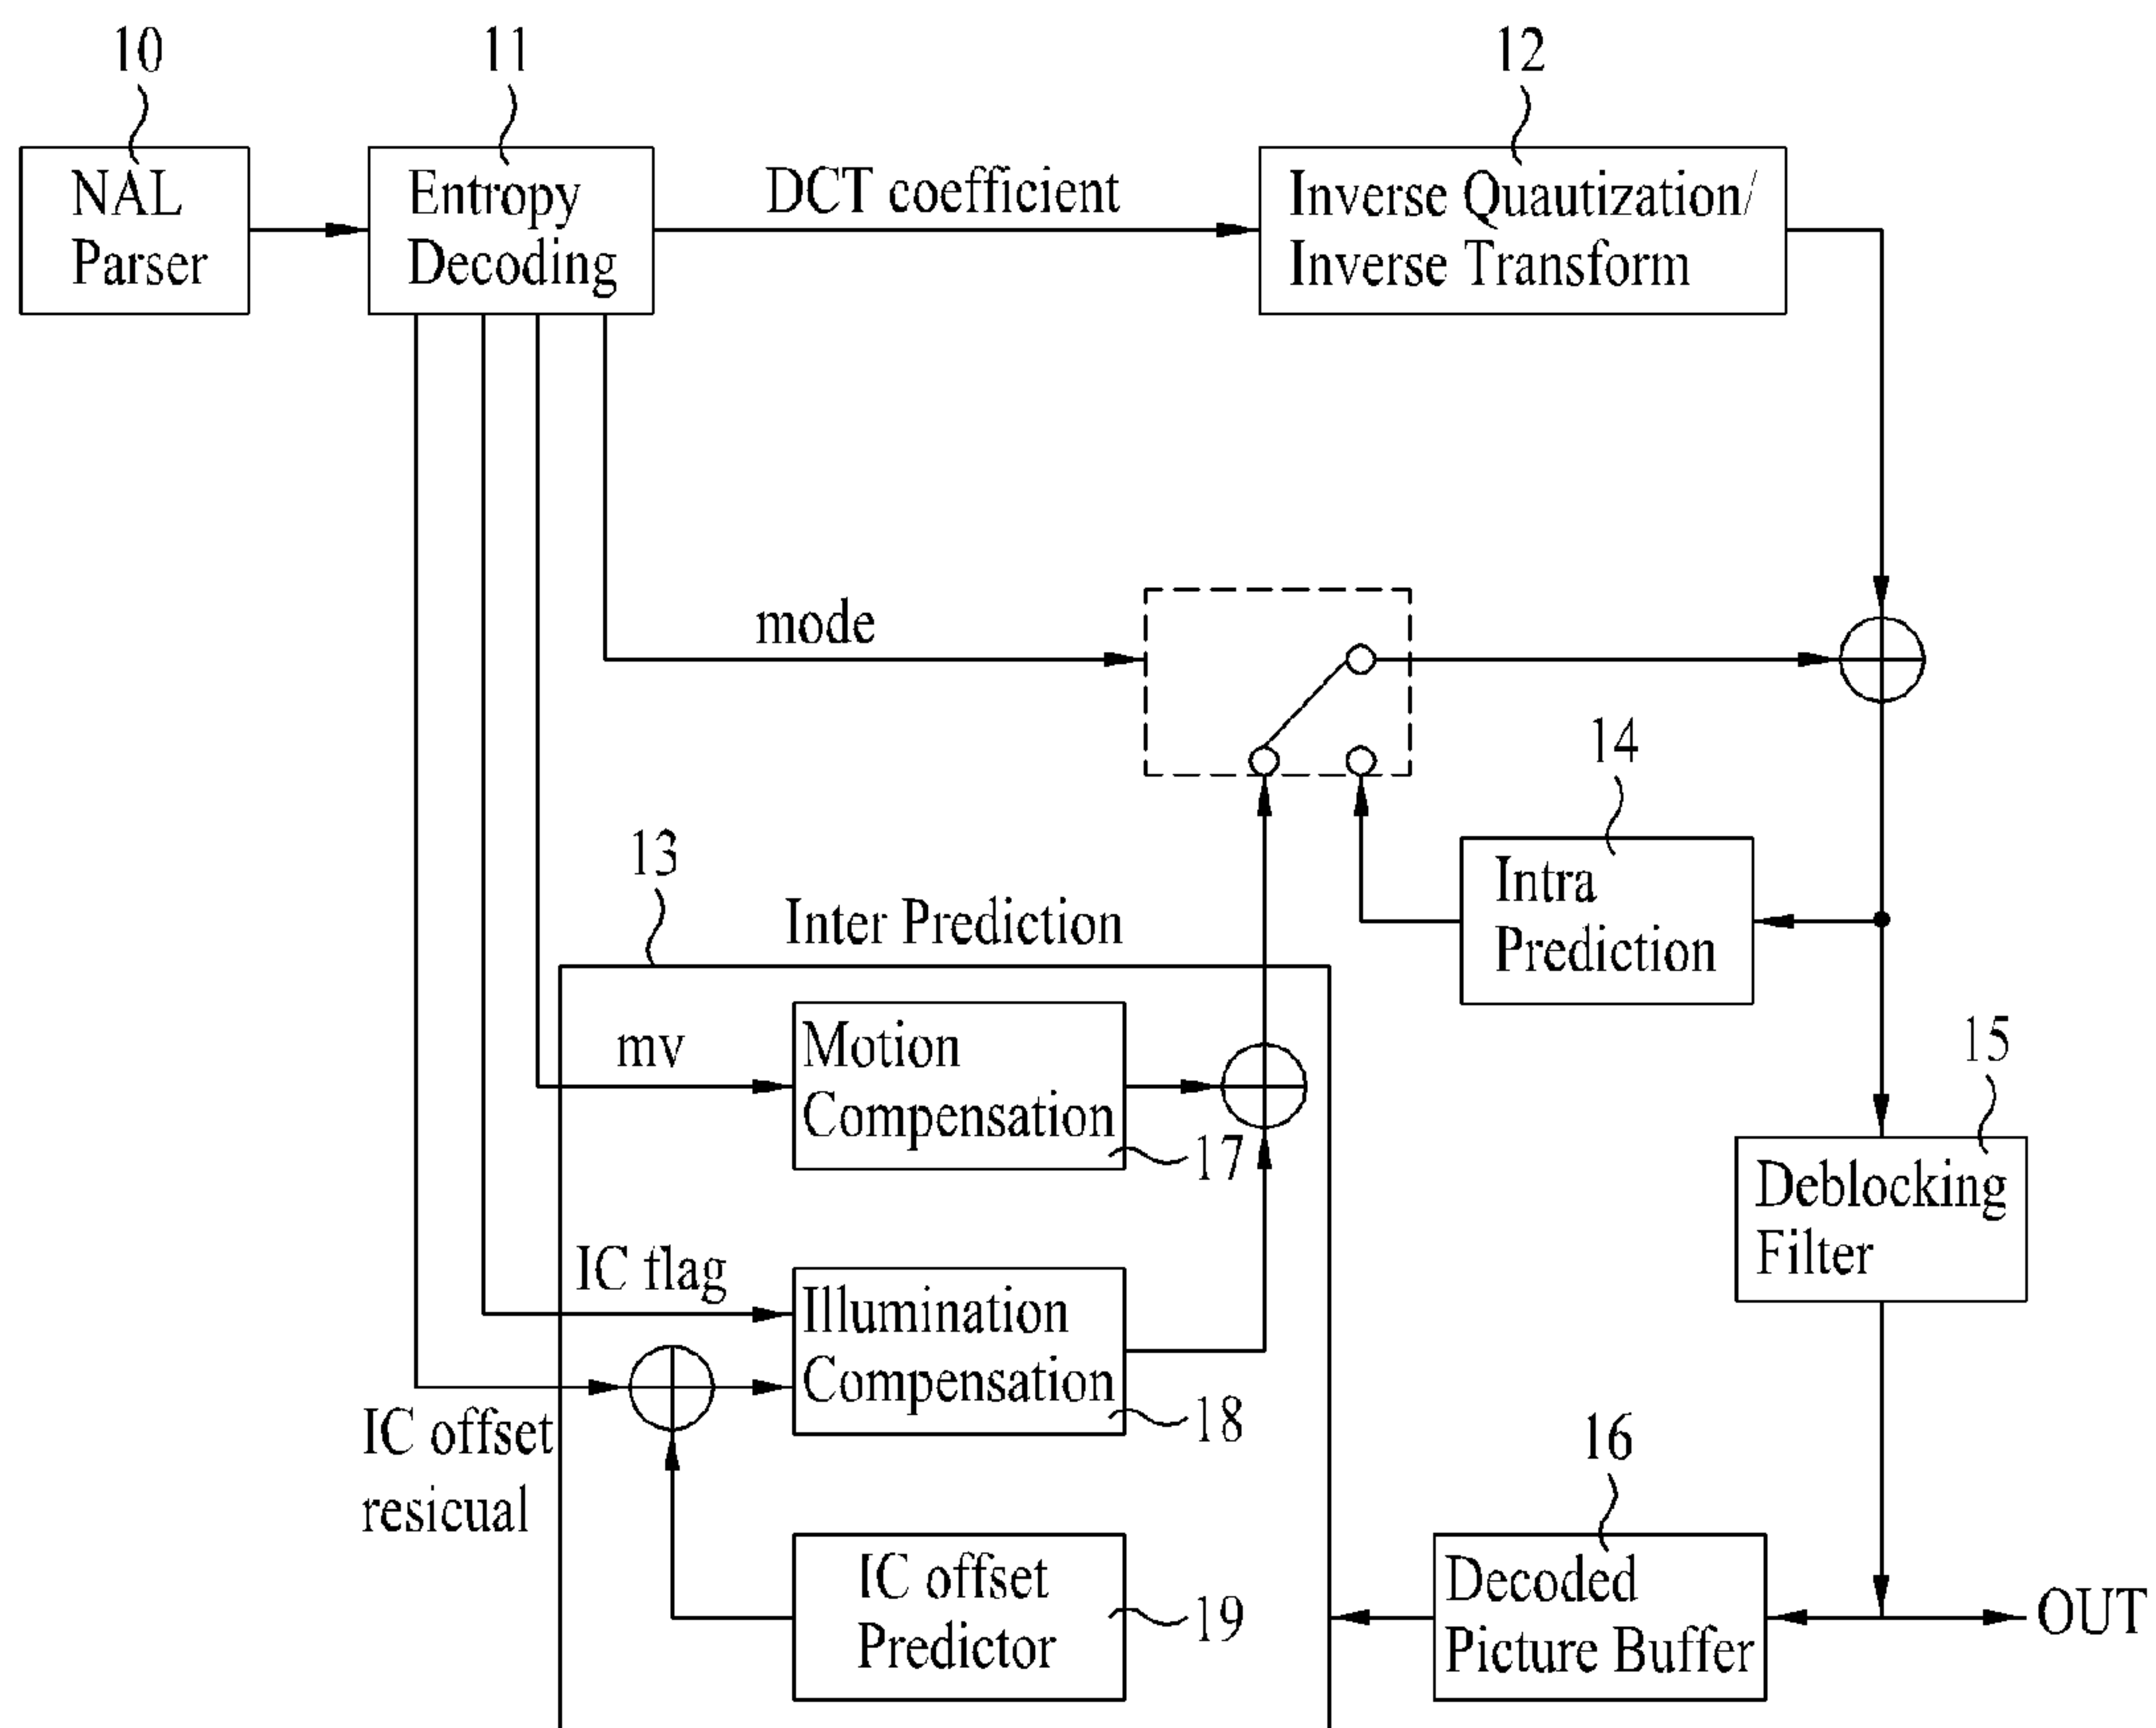 10
11
12
NAL
Parser
Entropy
Decoding
DCT coefficient
Inverse Quautization/
Inverse Transform
mode
14
13
Inter Prediction
Intra
Prediction
mv
Motion
Compensation
17
15
Deblocking
Filter
IC flag
Illumination
Compensation
18
IC offset
resicual
16
IC offset
Predictor
19
Decoded
Picture Buffer
OUT